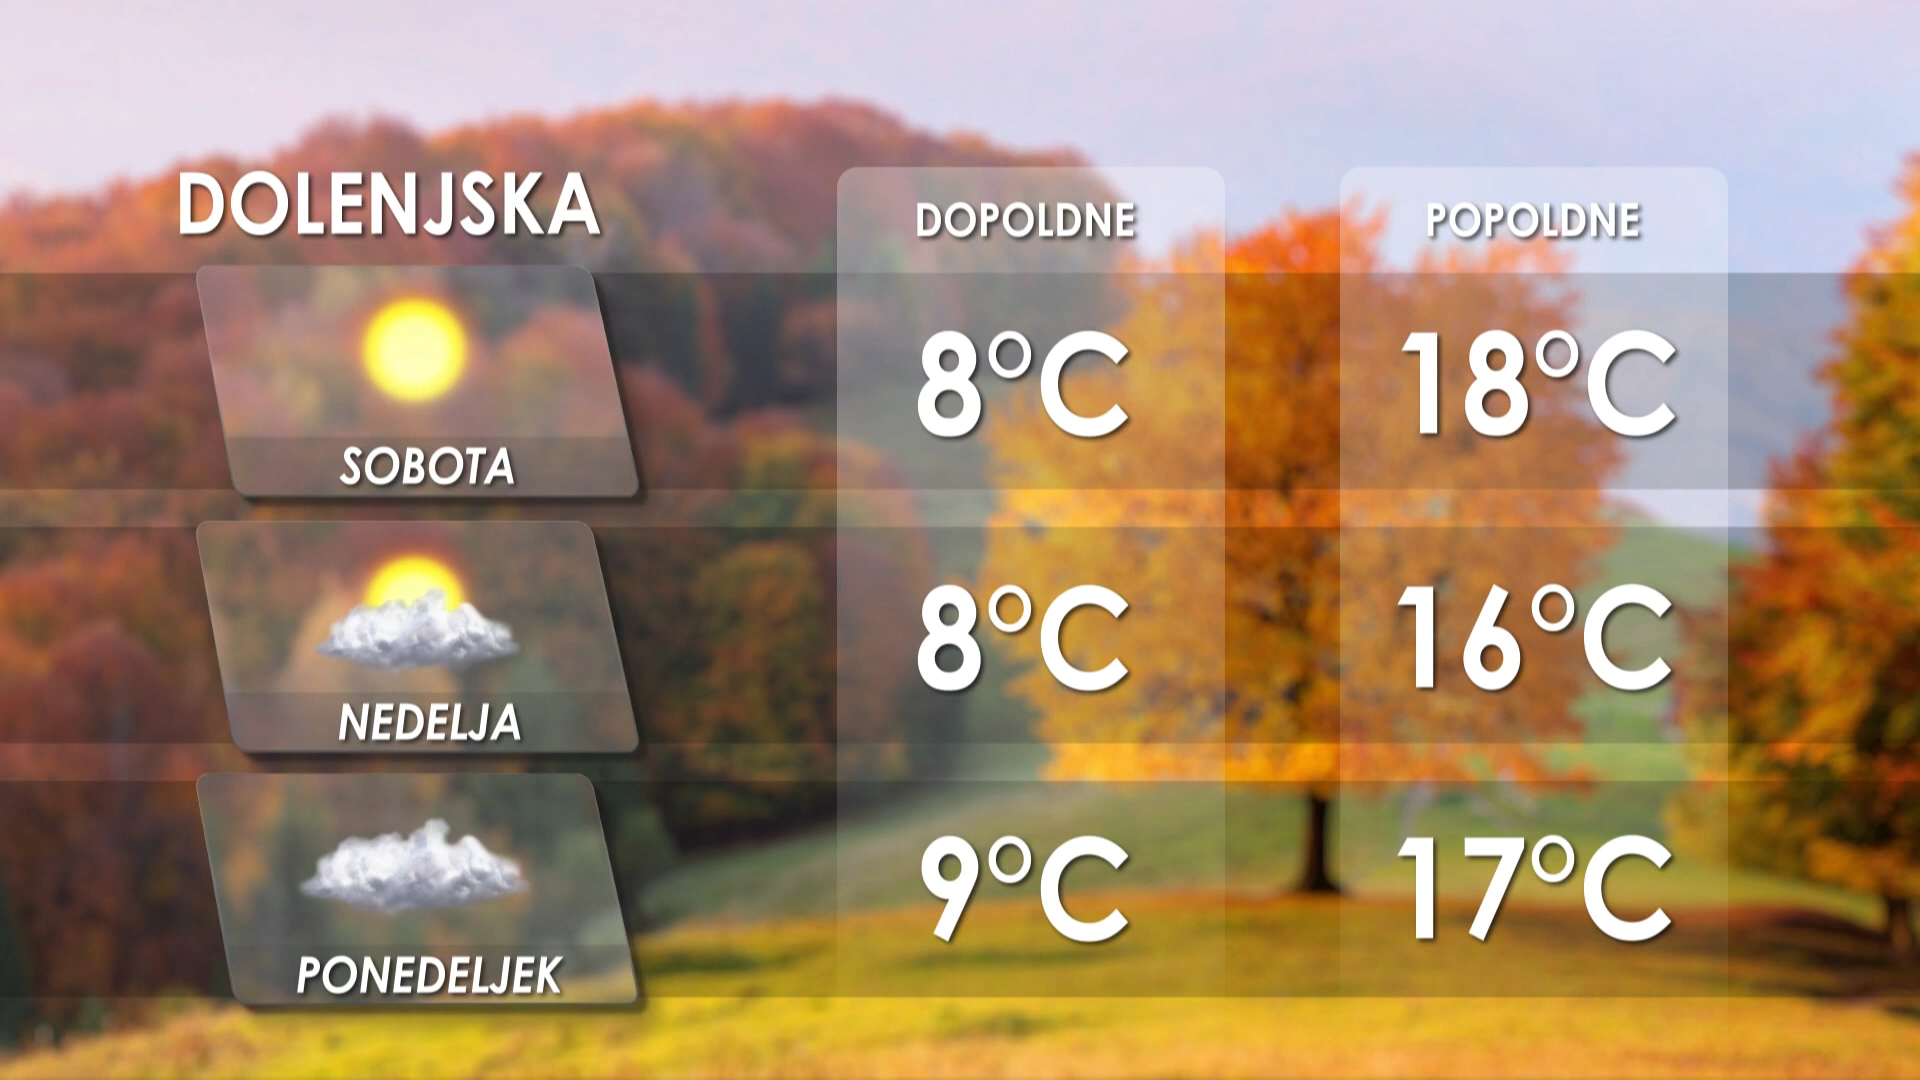 DOLENJSKA
DOPOLDNE
POPOLDNE
SOBOTA
8°C
18°C
NEDELJA
8°C
16°C
PONEDELJEK
9°C
17°C